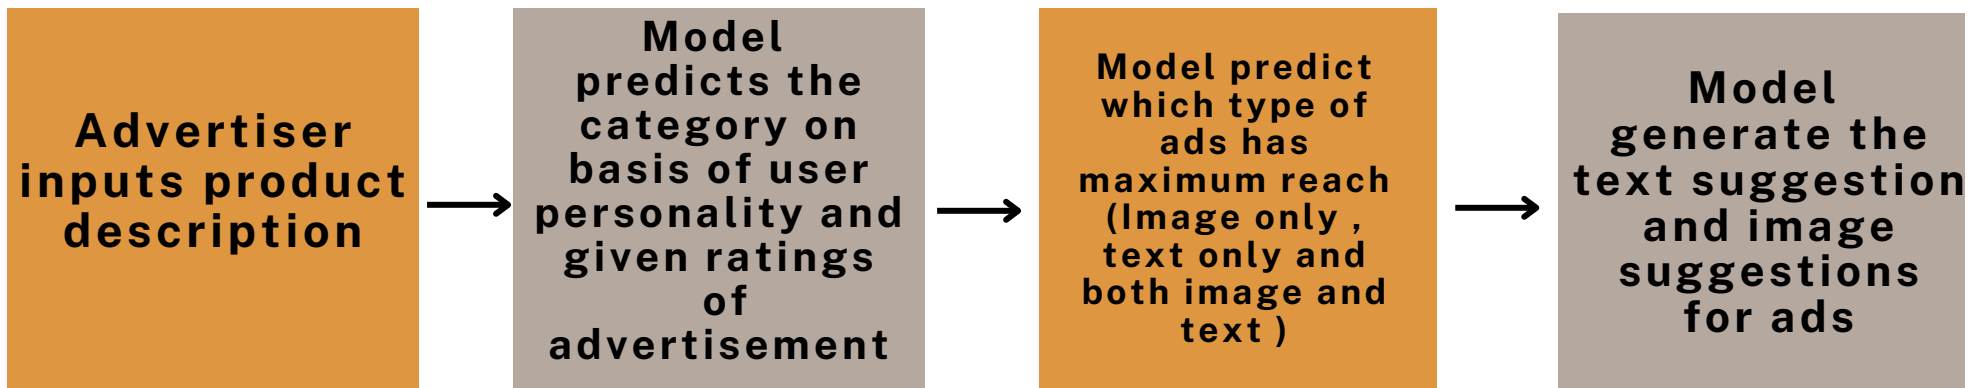 Advertiser
inputs product
description
Model
predicts the
category on
basis of user
personality and
given ratings
of
advertisement
Model predict
which type of
ads has
maximum reach
(Image only ,
text only and
both image and
text )
Model
generate the
text suggestion
and image
suggestions
for ads